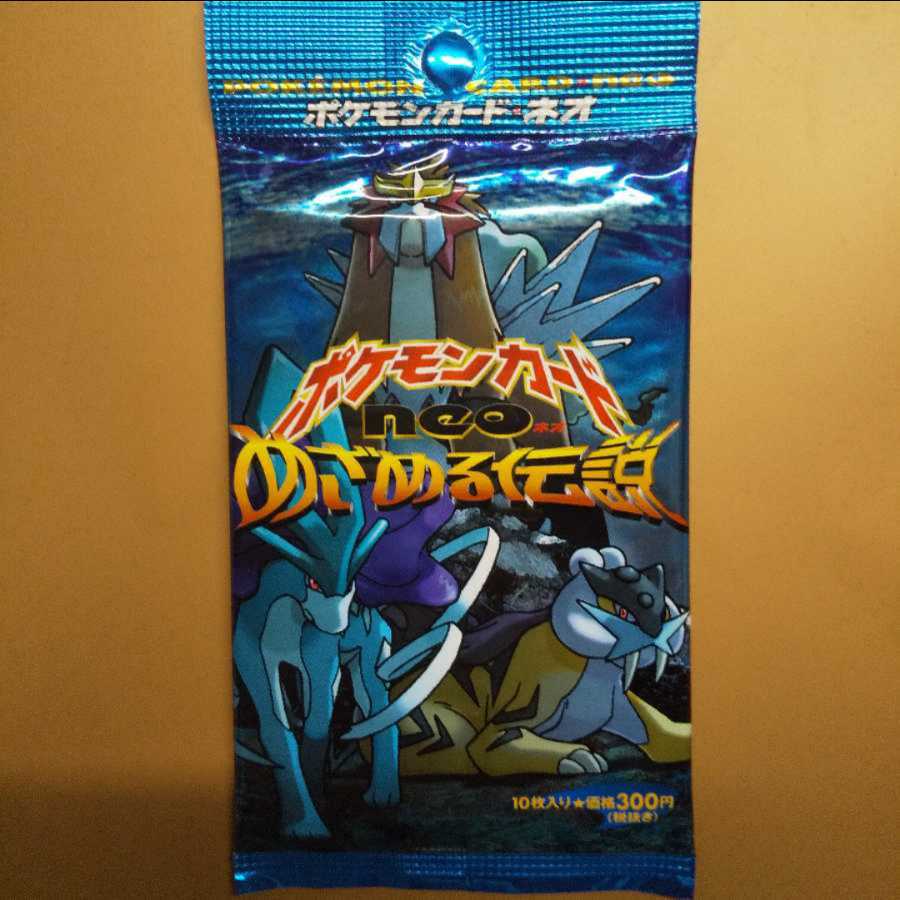 POKÉMON CARD★neo
ポケモンカード★ネオ
ポケモンカード
neo ネオ
めざめる伝説
10枚入り★価格300円
(税抜き)